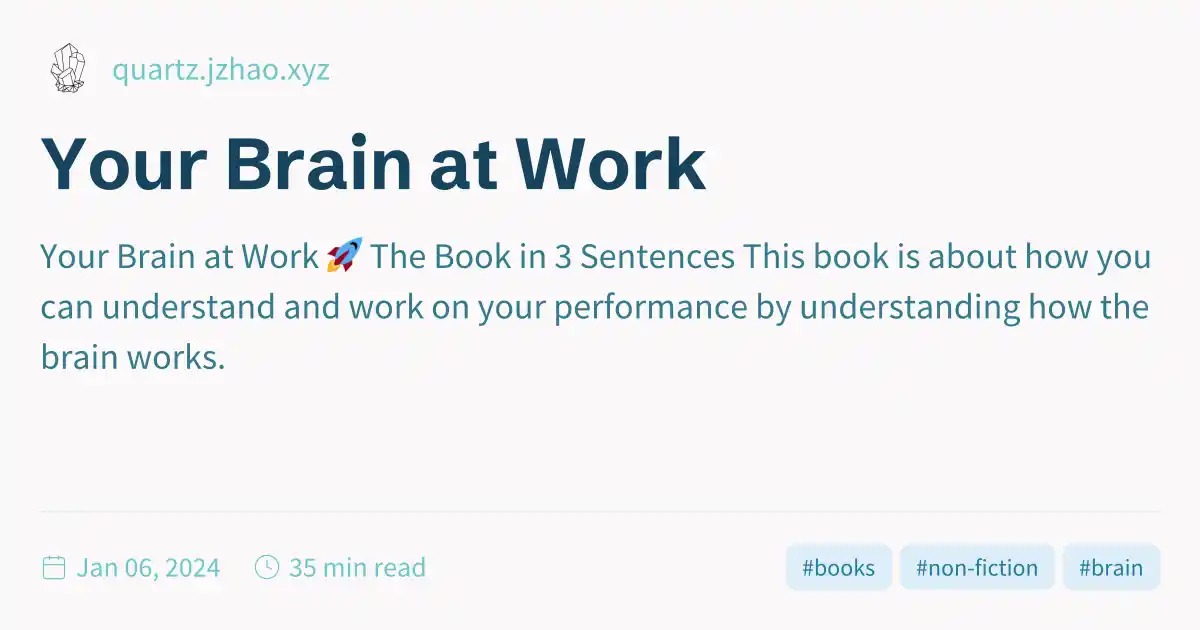 quartz.jzhao.xyz
Your Brain at Work
Your Brain at Work 🚀 The Book in 3 Sentences This book is about how you
can understand and work on your performance by understanding how the
brain works.
Jan 06, 2024 35 min read #books #non-fiction #brain